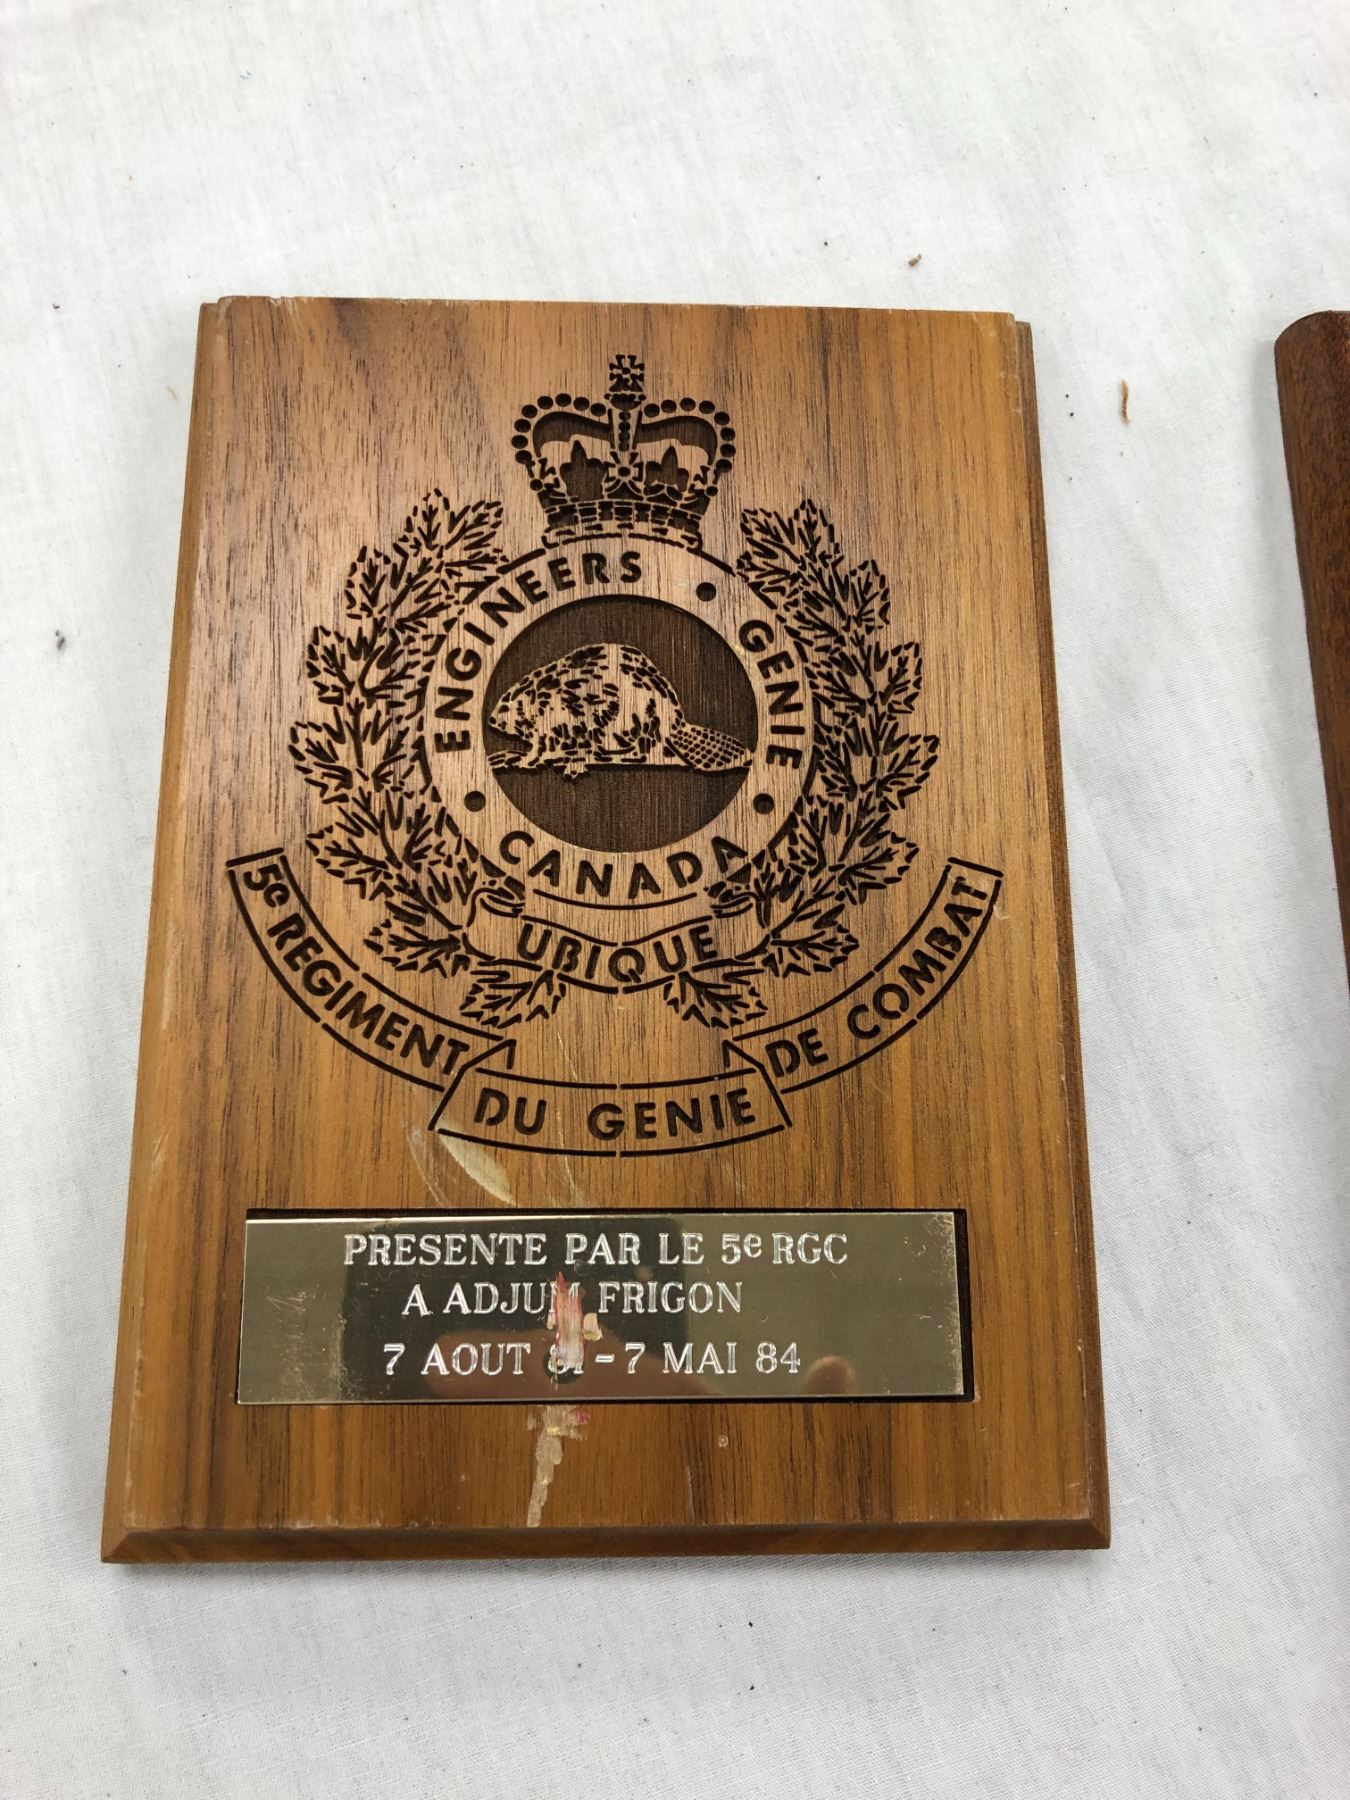 ENGINEERS • GENIE
• CANADA •
UBIQUE
5e REGIMENT DU GENIE DE COMBAT
PRESENTE PAR LE 5e RGC
A ADJUM FRIGON
7 AOUT 81 - 7 MAI 84